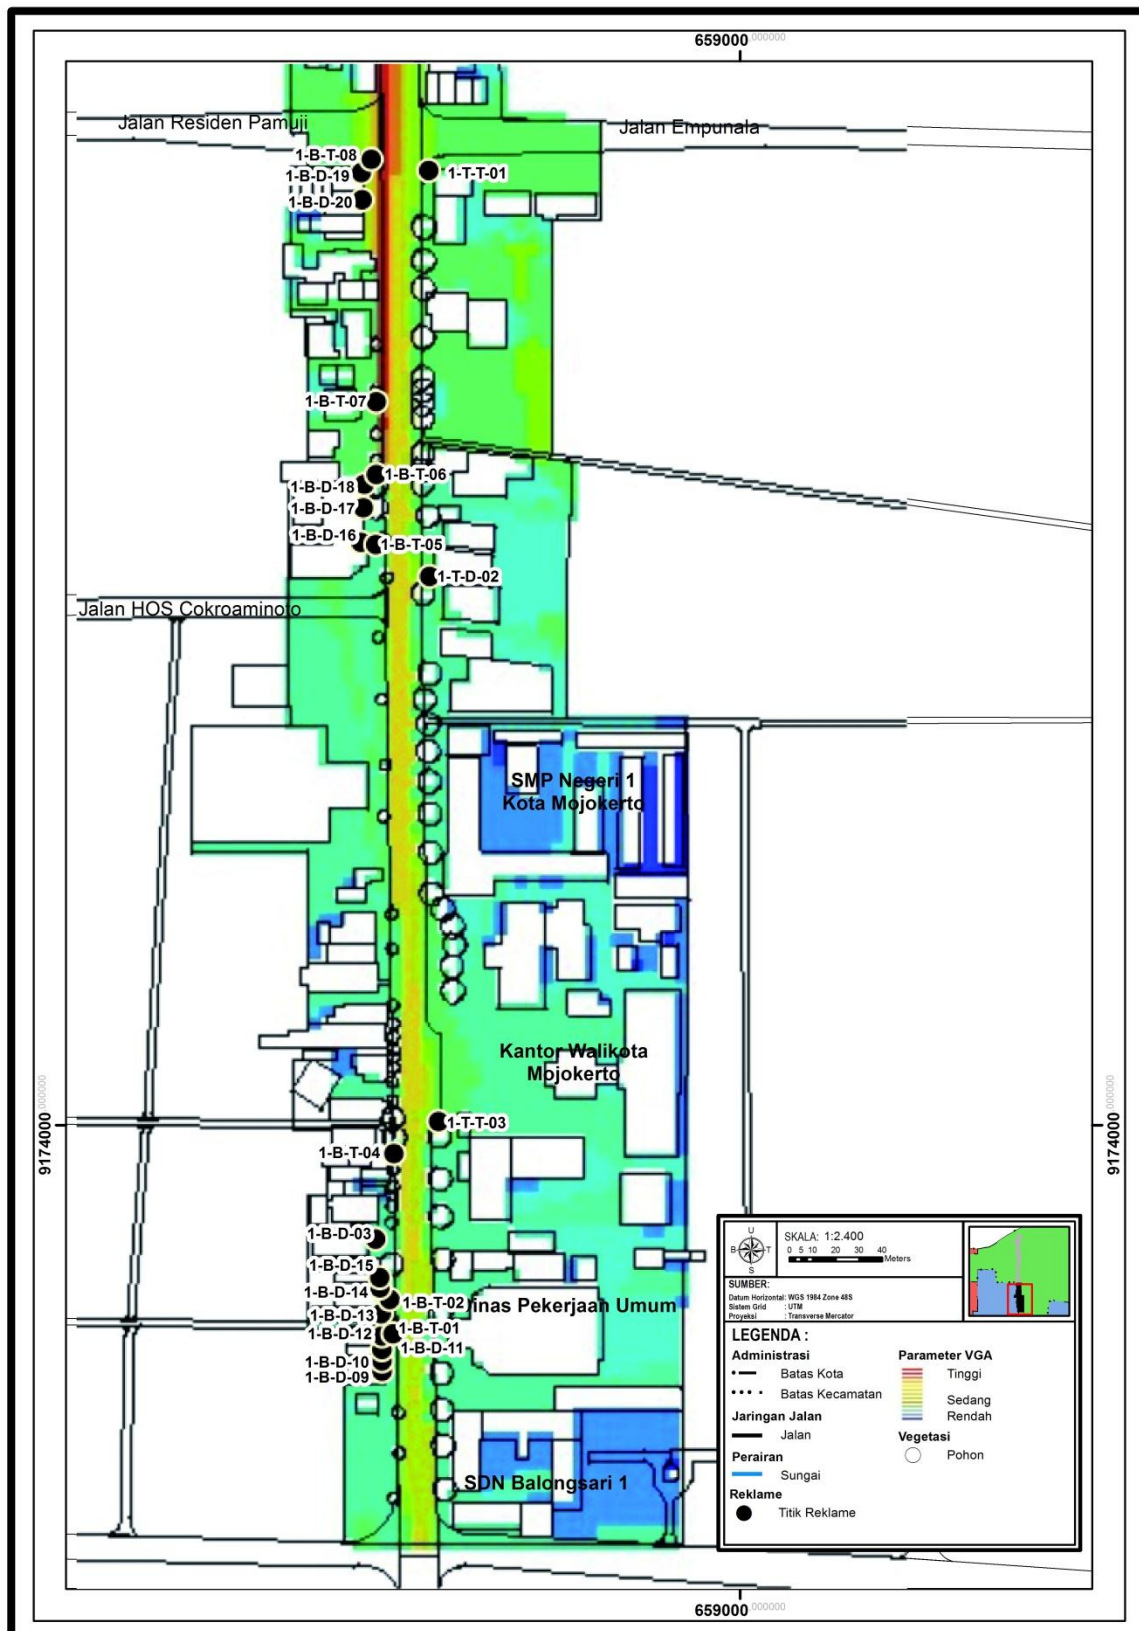 659000,000000
Jalan Residen Pamuji
Jalan Empunala
1-B-T-08
1-B-D-19
1-T-T-01
1-B-D-20
1-B-T-07
1-B-T-06
1-B-D-18
1-B-D-17
1-B-D-16
1-B-T-05
1-T-D-02
Jalan HOS Cokroaminoto
SMP Negeri 1
Kota Mojokerto
Kantor Walikota
Mojokerto
9174000,000000
9174000,000000
1-T-T-03
1-B-T-04
1-B-D-03
1-B-D-15
1-B-D-14
1-B-T-02
inas Pekerjaan Umum
1-B-D-13
1-B-D-12
1-B-T-01
1-B-D-11
1-B-D-10
1-B-D-09
SDN Balongsari 1
U
B
T
S
SKALA: 1:2.400
0 5 10 20 30 40
Meters
SUMBER:
Datum Horizontal: WGS 1984 Zone 48S
Sistem Grid : UTM
Proyeksi : Transverse Mercator
LEGENDA :
Administrasi
Batas Kota
Batas Kecamatan
Jaringan Jalan
Jalan
Perairan
Sungai
Reklame
Titik Reklame
Parameter VGA
Tinggi
Sedang
Rendah
Vegetasi
Pohon
659000,000000